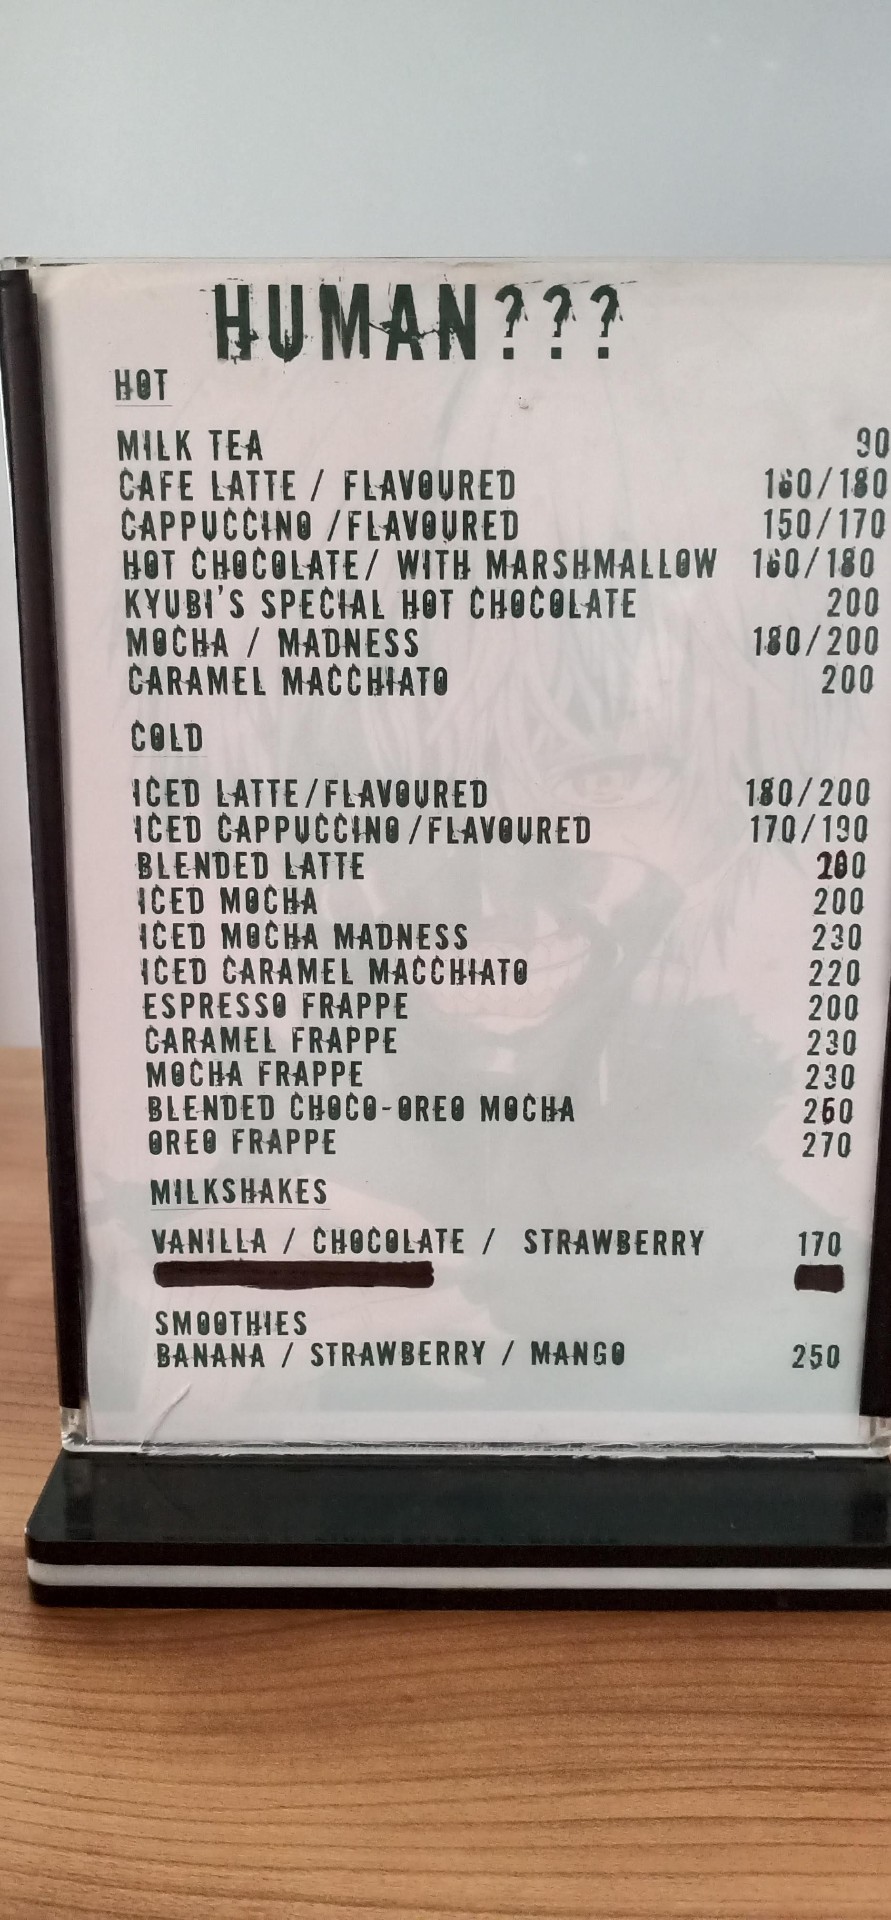 HUMAN???
HOT
MILK TEA 90
CAFE LATTE / FLAVOURED 160/180
CAPPUCCINO /FLAVOURED 150/170
HOT CHOCOLATE/ WITH MARSHMALLOW 160/180
KYUBI'S SPECIAL HOT CHOCOLATE 200
MOCHA / MADNESS 180/200
CARAMEL MACCHIATO 200
COLD
ICED LATTE/FLAVOURED 180/200
ICED CAPPUCCINO/FLAVOURED 170/190
BLENDED LATTE
ICED MOCHA 200
ICED MOCHA MADNESS 230
ICED CARAMEL MACCHIATO 220
ESPRESSO FRAPPE 200
CARAMEL FRAPPE 230
MOCHA FRAPPE 230
BLENDED CHOCO-OREO MOCHA 260
OREO FRAPPE 270
MILKSHAKES
VANILLA / CHOCOLATE / STRAWBERRY 170
SMOOTHIES
BANANA / STRAWBERRY / MANGO 250